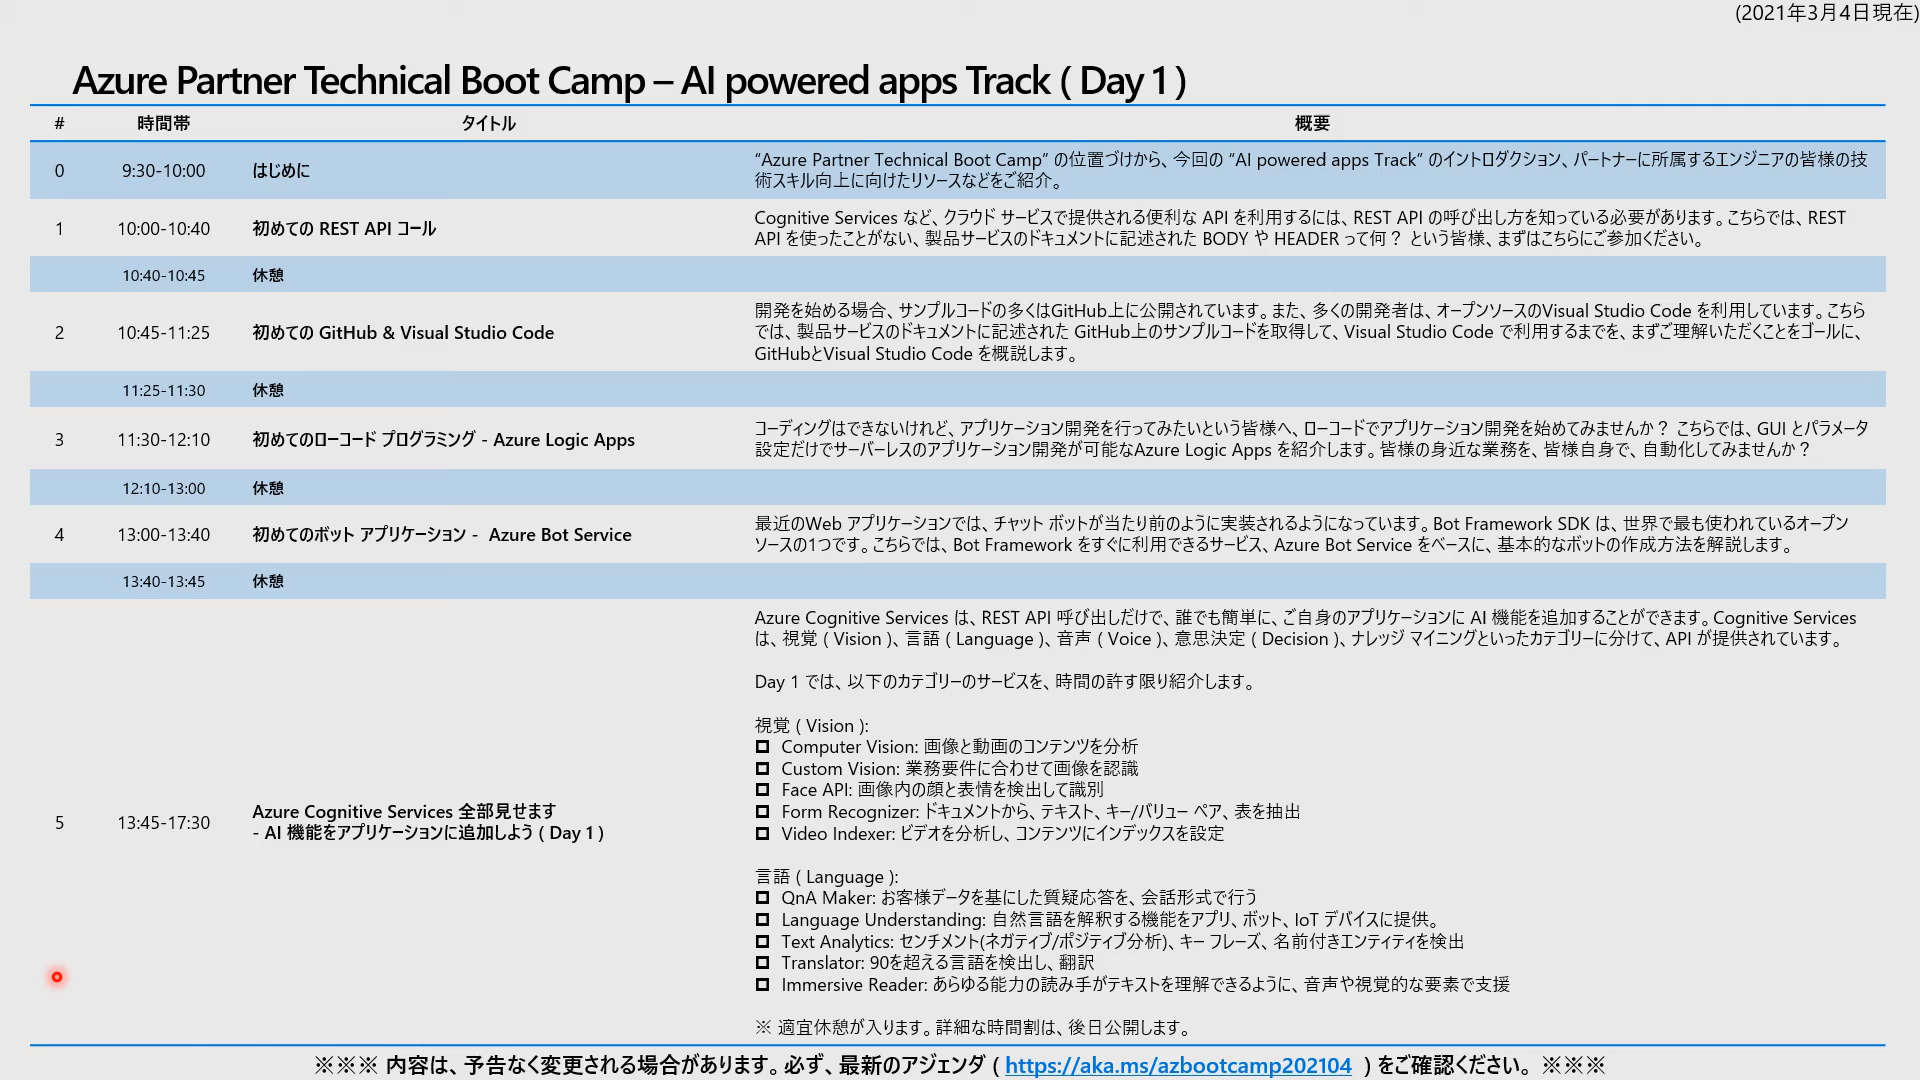 (2021年3月4日現在)
Azure Partner Technical Boot Camp – AI powered apps Track ( Day 1 )
# 時間帯 タイトル 概要
0 9:30-10:00 はじめに
“Azure Partner Technical Boot Camp” の位置づけから、今回の “AI powered apps Track” のイントロダクション、パートナーに所属するエンジニアの皆様の技
術スキル向上に向けたリソースなどをご紹介。
1 10:00-10:40 初めての REST API コール
Cognitive Services など、クラウド サービスで提供される便利な API を利用するには、REST API の呼び出し方を知っている必要があります。こちらでは、REST
API を使ったことがない、製品サービスのドキュメントに記述された BODY や HEADER って何？ という皆様、まずはこちらにご参加ください。
10:40-10:45 休憩
2 10:45-11:25 初めての GitHub & Visual Studio Code
開発を始める場合、サンプルコードの多くはGitHub上に公開されています。また、多くの開発者は、オープンソースのVisual Studio Code を利用しています。こちら
では、製品サービスのドキュメントに記述された GitHub上のサンプルコードを取得して、Visual Studio Code で利用するまでを、まずご理解いただくことをゴールに、
GitHubとVisual Studio Code を概説します。
11:25-11:30 休憩
3 11:30-12:10 初めてのローコード プログラミング - Azure Logic Apps
コーディングはできないけれど、アプリケーション開発を行ってみたいという皆様へ、ローコードでアプリケーション開発を始めてみませんか？ こちらでは、GUI とパラメータ
設定だけでサーバーレスのアプリケーション開発が可能なAzure Logic Apps を紹介します。皆様の身近な業務を、皆様自身で、自動化してみませんか？
12:10-13:00 休憩
4 13:00-13:40 初めてのボット アプリケーション - Azure Bot Service
最近のWeb アプリケーションでは、チャット ボットが当たり前のように実装されるようになっています。Bot Framework SDK は、世界で最も使われているオープン
ソースの1つです。こちらでは、Bot Framework をすぐに利用できるサービス、Azure Bot Service をベースに、基本的なボットの作成方法を解説します。
13:40-13:45 休憩
5 13:45-17:30 Azure Cognitive Services 全部見せます
- AI 機能をアプリケーションに追加しよう ( Day 1 )
Azure Cognitive Services は、REST API 呼び出しだけで、誰でも簡単に、ご自身のアプリケーションに AI 機能を追加することができます。Cognitive Services
は、視覚 ( Vision )、言語 ( Language )、音声 ( Voice )、意思決定 ( Decision )、ナレッジ マイニングといったカテゴリーに分けて、API が提供されています。
Day 1 では、以下のカテゴリーのサービスを、時間の許す限り紹介します。
視覚 ( Vision ):
Computer Vision: 画像と動画のコンテンツを分析
Custom Vision: 業務要件に合わせて画像を認識
Face API: 画像内の顔と表情を検出して識別
Form Recognizer: ドキュメントから、テキスト、キー/バリュー ペア、表を抽出
Video Indexer: ビデオを分析し、コンテンツにインデックスを設定
言語 ( Language ):
QnA Maker: お客様データを基にした質疑応答を、会話形式で行う
Language Understanding: 自然言語を解釈する機能をアプリ、ボット、IoT デバイスに提供。
Text Analytics: センチメント(ネガティブ/ポジティブ分析)、キー フレーズ、名前付きエンティティを検出
Translator: 90を超える言語を検出し、翻訳
Immersive Reader: あらゆる能力の読み手がテキストを理解できるように、音声や視覚的な要素で支援
※ 適宜休憩が入ります。詳細な時間割は、後日公開します。
※※※ 内容は、予告なく変更される場合があります。必ず、最新のアジェンダ ( https://aka.ms/azbootcamp202104 ) をご確認ください。 ※※※